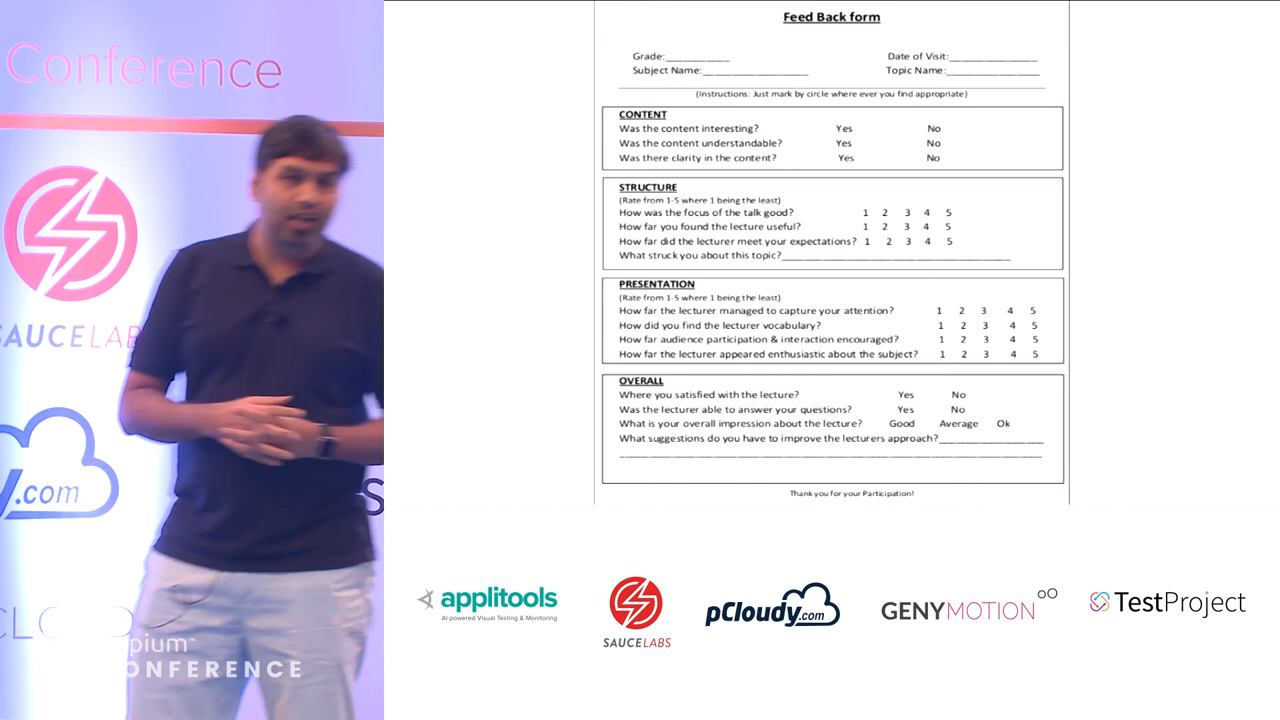 Conference
SAUCE LAB
.com
CL
pium™
ONFERENCE
Feed Back form
Grade:____________ Date of Visit:________________
Subject Name:___________________ Topic Name:_________________
(Instructions: Just mark by circle where ever you find appropriate)
CONTENT
Was the content interesting? Yes No
Was the content understandable? Yes No
Was there clarity in the content? Yes No
STRUCTURE
(Rate from 1-5 where 1 being the least)
How was the focus of the talk good? 1 2 3 4 5
How far you found the lecture useful? 1 2 3 4 5
How far did the lecturer meet your expectations? 1 2 3 4 5
What struck you about this topic?__________________________________________
PRESENTATION
(Rate from 1-5 where 1 being the least)
How far the lecturer managed to capture your attention? 1 2 3 4 5
How did you find the lecturer vocabulary? 1 2 3 4 5
How far audience participation & interaction encouraged? 1 2 3 4 5
How far the lecturer appeared enthusiastic about the subject? 1 2 3 4 5
OVERALL
Where you satisfied with the lecture? Yes No
Was the lecturer able to answer your questions? Yes No
What is your overall impression about the lecture? Good Average Ok
What suggestions do you have to improve the lecturers approach?___________________
Thank you for your Participation!
applitools
AI powered Visual Testing & Monitoring
SAUCELABS
pCloudy.com
GENYMOTION
TestProject